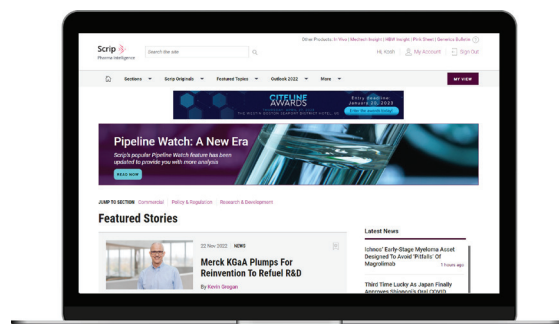 Other Products: In Vivo | Medtech Insight | HBW Insight | Pink Sheet | Generics Bulletin
Scrip
Pharma intelligence
Search the site
Hi,
My Account
Sign Out
Sections
Scrip Originals
Featured Topics
Outlook 2022
More
MY VIEW
CITELINE
AWARDS
Entry deadline:
January 20, 2023
Enter the awards today!
Pipeline Watch: A New Era
Scrip's popular Pipeline Watch feature has been
updated to provide you with more analysis
READ NOW
JUMP TO SECTION Commercial Policy & Regulation Research & Development
Featured Stories
Latest News
22 Nov 2022 NEWS
Merck KGaA Plumps For
Reinvention To Refuel R&D
By Kevin Grogan
Ichnos' Early-Stage Myeloma Asset
Designed To Avoid 'Pitfalls' Of
Magrolimab
1 hours ago
Third Time Lucky As Japan Finally
Approves Shionogi's Oral COVID